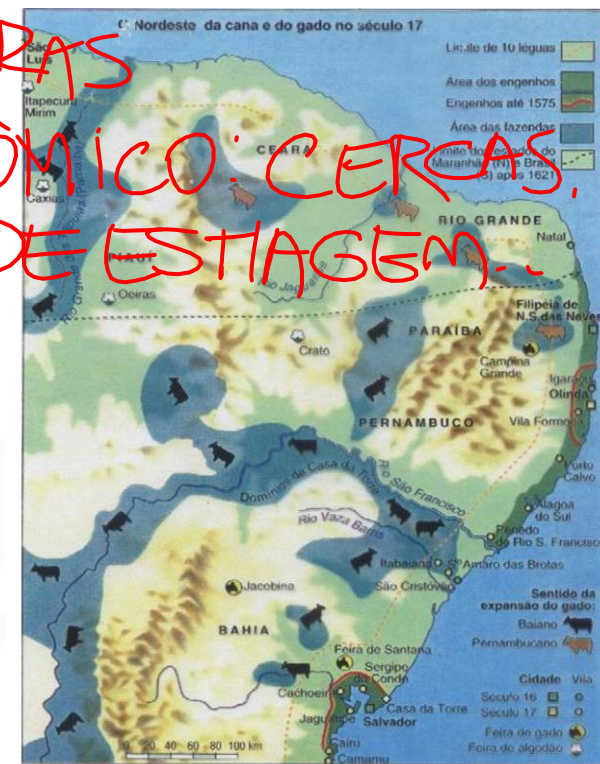 O Nordeste da cana e do gado no século 17
RAS
ÔMICO: CERCAS.
DE ESTIAGEM...
São Luis
Itapecuru Mirim
Caxias
Limite de 10 léguas
Área dos engenhos
Engenhos até 1575
Área das fazendas
Limite dos estados do
Maranhão (N) e Brasil
(S) após 1621
CEARÁ
RIO GRANDE
Natal
PIAUÍ
Oeiras
Rio Jaguaribe
Filipeia de
N.S.das Neves
PARAÍBA
Crato
Campina
Grande
Igaraçu
Olinda
PERNAMBUCO
Vila Formosa
Porto
Calvo
Domínios da Casa da Torre
Rio São Francisco
Alagoa
do Sul
Rio Vaza Barris
Penedo
do Rio S. Francisco
Itabaiana
Sto Amaro das Brotas
São Cristóvão
Jacobina
BAHIA
Feira de Santana
Sergipe
do Conde
Cachoeira
Casa da Torre
Jaguaripe
Salvador
Cairu
Camamu
0 20 40 60 80 100 km
Sentido da
expansão do gado:
Baiano
Pernambucano
Cidade Vila
Século 16
Século 17
Feira de gado
Feira de algodão